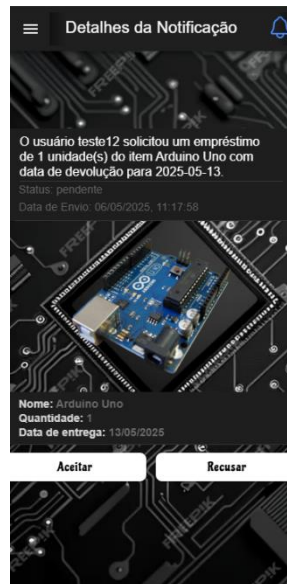 Detalhes da Notificação
O usuário teste12 solicitou um empréstimo
de 1 unidade(s) do item Arduino Uno com
data de devolução para 2025-05-13.
Status: pendente
Data de Envio: 06/05/2025, 11:17:58
Nome: Arduino Uno
Quantidade: 1
Data de entrega: 13/05/2025
Aceitar Recusar
FREEPIK